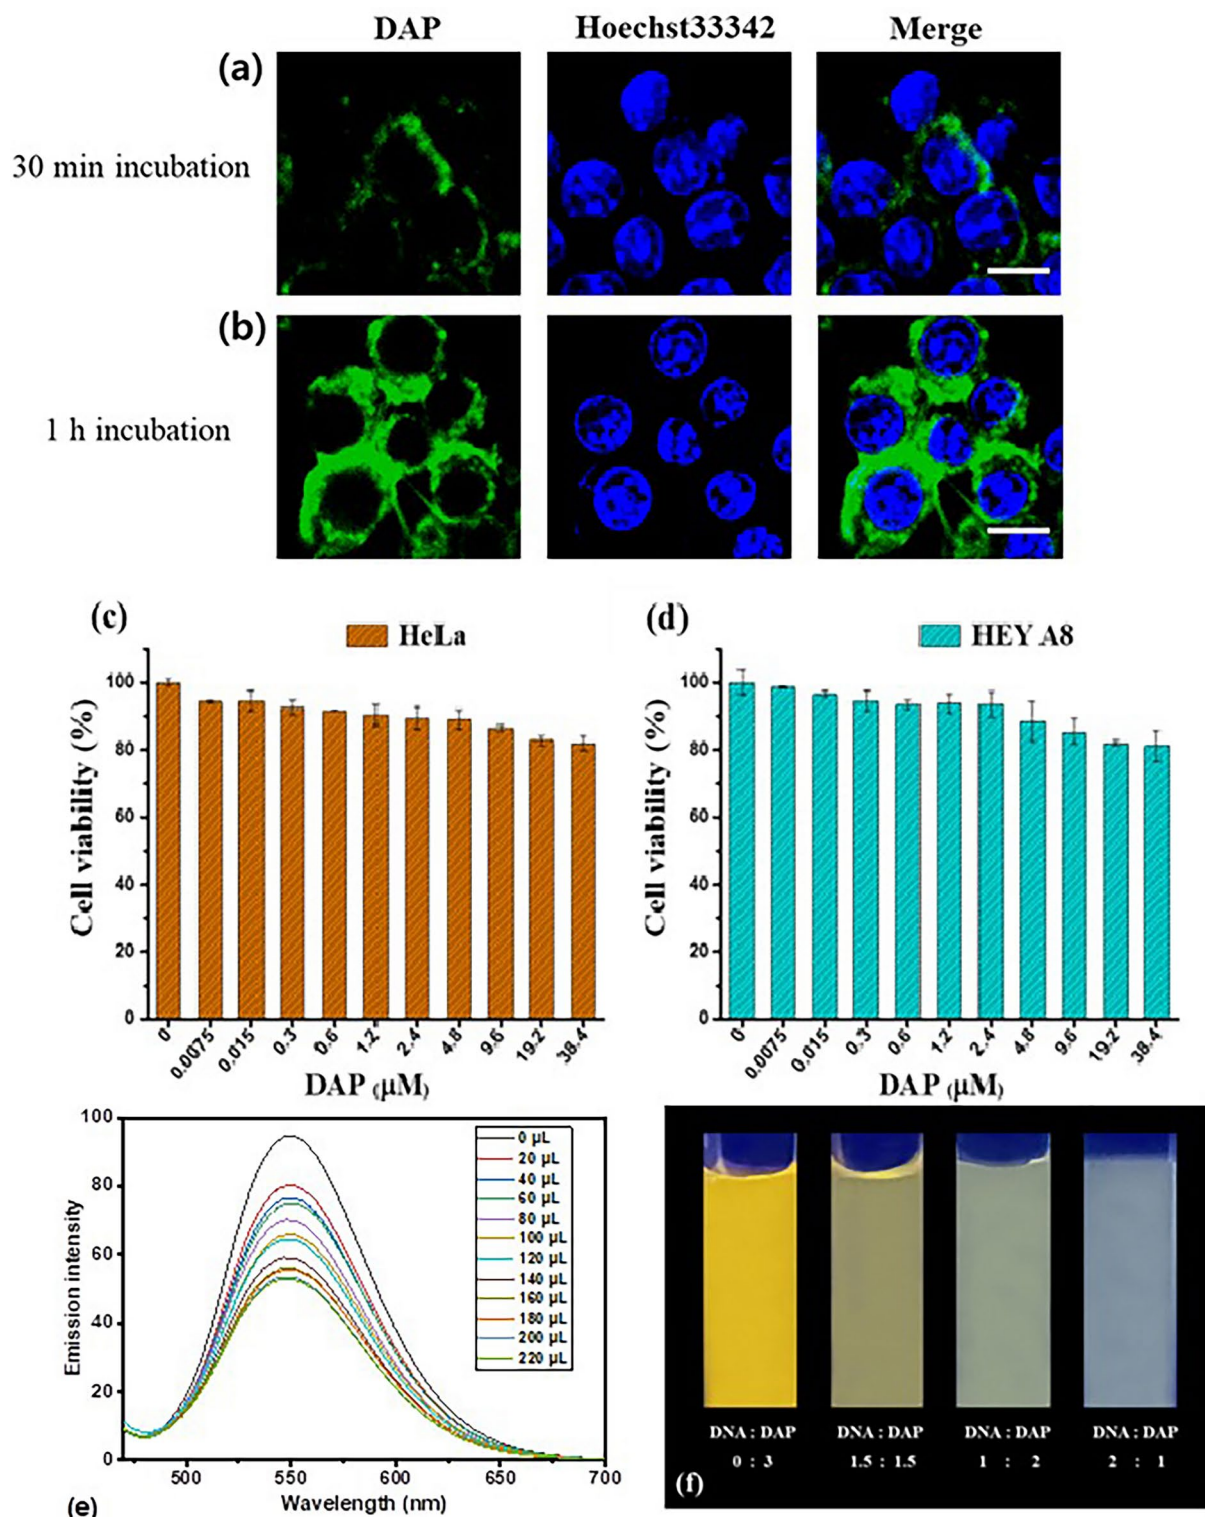 DAP Hoechst33342 Merge
(a)
30 min incubation
(b)
1 h incubation
(c) HeLa
Cell viability (%)
100
80
60
40
20
0
0 0.0075 0.015 0.3 0.6 1.2 2.4 4.8 9.6 19.2 38.4
DAP (μM)
(d) HEY A8
Cell viability (%)
100
80
60
40
20
0
0 0.0075 0.015 0.3 0.6 1.2 2.4 4.8 9.6 19.2 38.4
DAP (μM)
Emission intensity
100
80
60
40
20
0
0 μL
20 μL
40 μL
60 μL
80 μL
100 μL
120 μL
140 μL
160 μL
180 μL
200 μL
220 μL
500 550 600 650 700
Wavelength (nm)
(e)
DNA : DAP DNA : DAP DNA : DAP DNA : DAP
0 : 3 1.5 : 1.5 1 : 2 2 : 1
(f)